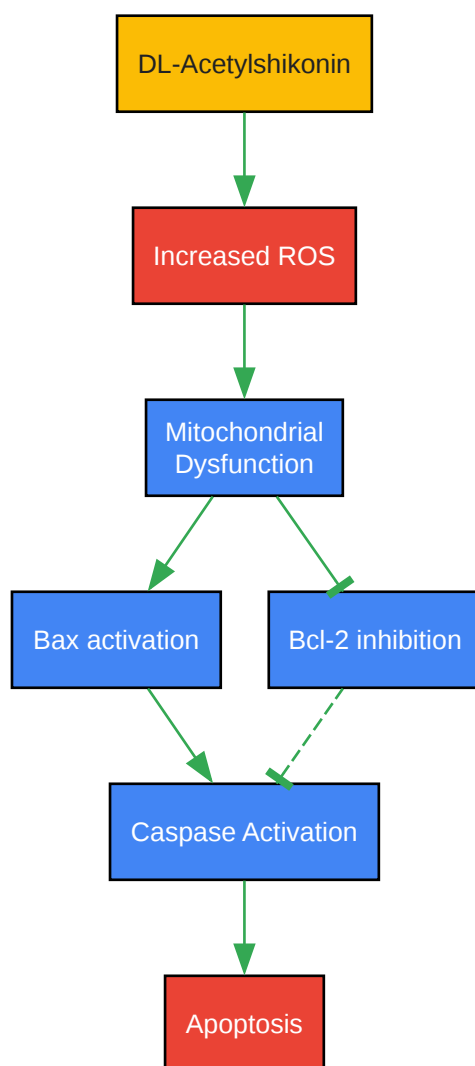 DL-Acetylshikonin
Increased ROS
Mitochondrial
Dysfunction
Bax activation
Bcl-2 inhibition
Caspase Activation
Apoptosis